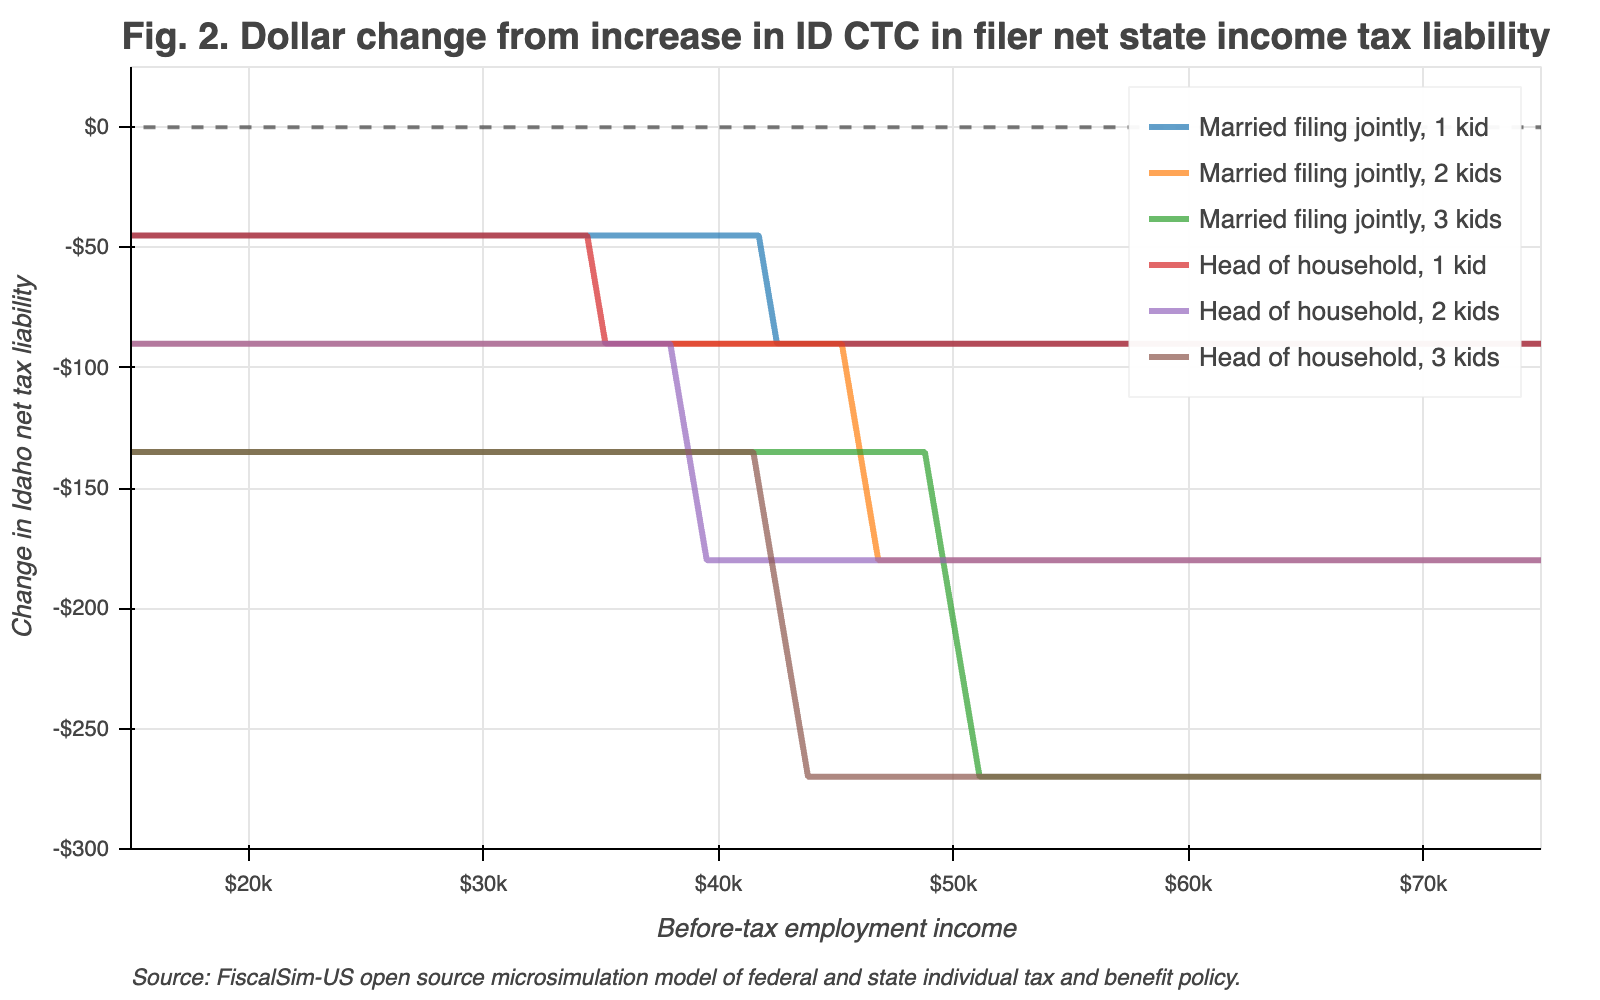 Fig. 2. Dollar change from increase in ID CTC in filer net state income tax liability
$0
-$50
-$100
-$150
-$200
-$250
-$300
Change in Idaho net tax liability
Married filing jointly, 1 kid
Married filing jointly, 2 kids
Married filing jointly, 3 kids
Head of household, 1 kid
Head of household, 2 kids
Head of household, 3 kids
$20k
$30k
$40k
$50k
$60k
$70k
Before-tax employment income
Source: FiscalSim-US open source microsimulation model of federal and state individual tax and benefit policy.